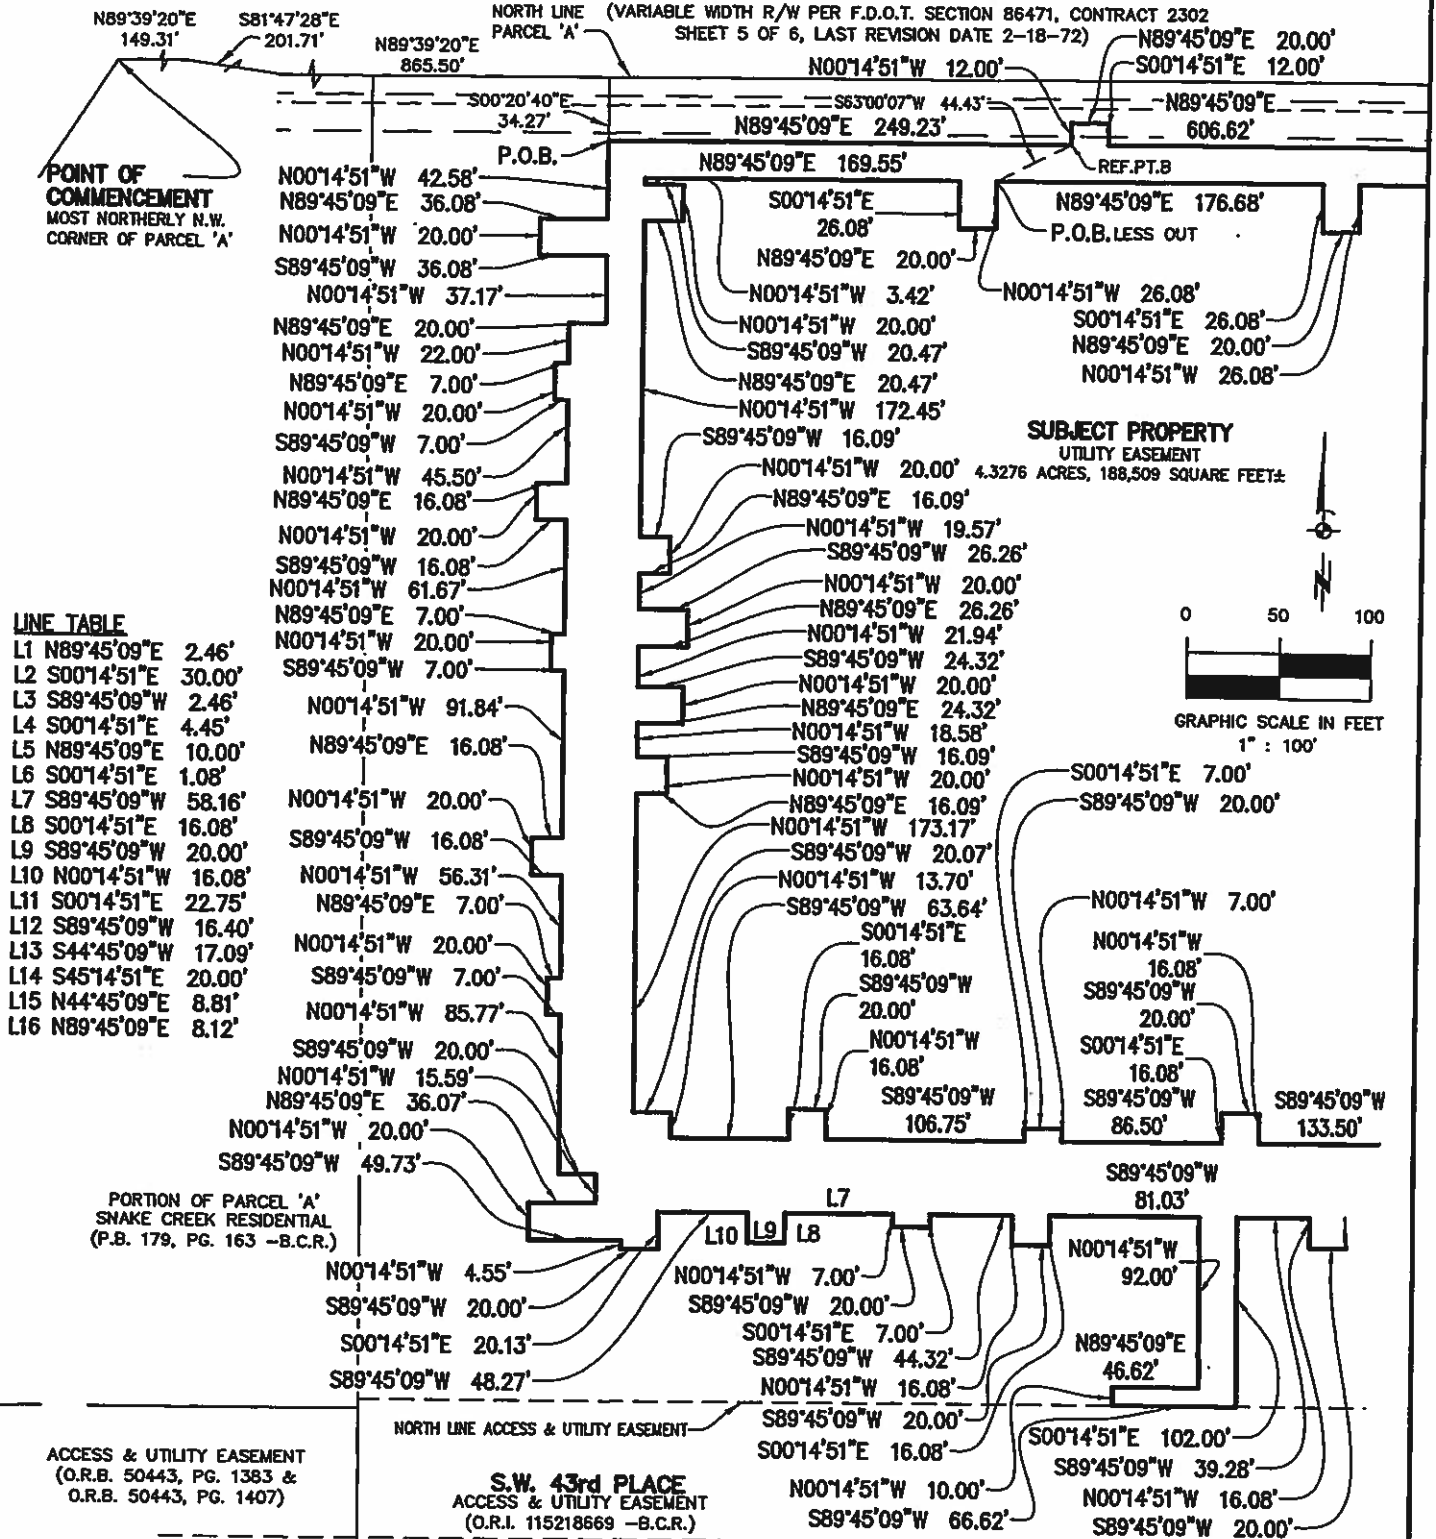 NORTH LINE (VARIABLE WIDTH R/W PER F.D.O.T. SECTION 86471, CONTRACT 2302
PARCEL 'A' SHEET 5 OF 6, LAST REVISION DATE 2-18-72)
N89°39'20"E
149.31'
S81°47'28"E
201.71'
N89°39'20"E
865.50'
N89°45'09"E 20.00'
N00°14'51"W 12.00'
S00°14'51"E 12.00'
S00°20'40"E
34.27'
S63°00'07"W 44.43'
N89°45'09"E
606.62'
N89°45'09"E 249.23'
P.O.B.
REF.PT.B
POINT OF
COMMENCEMENT
MOST NORTHERLY N.W.
CORNER OF PARCEL 'A'
N00°14'51"W 42.58'
N89°45'09"E 36.08'
N00°14'51"W 20.00'
S89°45'09"W 36.08'
N00°14'51"W 37.17'
N89°45'09"E 20.00'
N00°14'51"W 22.00'
N89°45'09"E 7.00'
N00°14'51"W 20.00'
S89°45'09"W 7.00'
N00°14'51"W 45.50'
N89°45'09"E 16.08'
N00°14'51"W 20.00'
S89°45'09"W 16.08'
N00°14'51"W 61.67'
N89°45'09"E 7.00'
N00°14'51"W 20.00'
S89°45'09"W 7.00'
N00°14'51"W 91.84'
N89°45'09"E 16.08'
N00°14'51"W 20.00'
S89°45'09"W 16.08'
N00°14'51"W 56.31'
N89°45'09"E 7.00'
N00°14'51"W 20.00'
S89°45'09"W 7.00'
N00°14'51"W 85.77'
S89°45'09"W 20.00'
N00°14'51"W 15.59'
N89°45'09"E 36.07'
N00°14'51"W 20.00'
S89°45'09"W 49.73'
N89°45'09"E 169.55'
S00°14'51"E
26.08'
N89°45'09"E 20.00'
N89°45'09"E 176.68'
P.O.B. LESS OUT
N00°14'51"W 3.42'
N00°14'51"W 20.00'
S89°45'09"W 20.47'
N89°45'09"E 20.47'
N00°14'51"W 172.45'
N00°14'51"W 26.08'
S00°14'51"E 26.08'
N89°45'09"E 20.00'
N00°14'51"W 26.08'
S89°45'09"W 16.09'
N00°14'51"W 20.00'
N89°45'09"E 16.09'
N00°14'51"W 19.57'
S89°45'09"W 26.26'
N00°14'51"W 20.00'
N89°45'09"E 26.26'
N00°14'51"W 21.94'
S89°45'09"W 24.32'
N00°14'51"W 20.00'
N89°45'09"E 24.32'
N00°14'51"W 18.58'
S89°45'09"W 16.09'
N00°14'51"W 20.00'
N89°45'09"E 16.09'
N00°14'51"W 173.17'
S89°45'09"W 20.07'
N00°14'51"W 13.70'
S89°45'09"W 63.64'
S00°14'51"E
16.08'
S89°45'09"W
20.00'
N00°14'51"W
16.08'
S89°45'09"W
106.75'
SUBJECT PROPERTY
UTILITY EASEMENT
4.3276 ACRES, 188,509 SQUARE FEET±
N
0 50 100
GRAPHIC SCALE IN FEET
1" : 100'
S00°14'51"E 7.00'
S89°45'09"W 20.00'
N00°14'51"W 7.00'
N00°14'51"W
16.08'
S89°45'09"W
20.00'
S00°14'51"E
16.08'
S89°45'09"W
86.50'
S89°45'09"W
133.50'
LINE TABLE
L1 N89°45'09"E 2.46'
L2 S00°14'51"E 30.00'
L3 S89°45'09"W 2.46'
L4 S00°14'51"E 4.45'
L5 N89°45'09"E 10.00'
L6 S00°14'51"E 1.08'
L7 S89°45'09"W 58.16'
L8 S00°14'51"E 16.08'
L9 S89°45'09"W 20.00'
L10 N00°14'51"W 16.08'
L11 S00°14'51"E 22.75'
L12 S89°45'09"W 16.40'
L13 S44°45'09"W 17.09'
L14 S45°14'51"E 20.00'
L15 N44°45'09"E 8.81'
L16 N89°45'09"E 8.12'
PORTION OF PARCEL 'A'
SNAKE CREEK RESIDENTIAL
(P.B. 179, PG. 163 -B.C.R.)
L7
L10 L9 L8
S89°45'09"W
81.03'
N00°14'51"W 4.55'
S89°45'09"W 20.00'
S00°14'51"E 20.13'
S89°45'09"W 48.27'
N00°14'51"W 7.00'
S89°45'09"W 20.00'
S00°14'51"E 7.00'
S89°45'09"W 44.32'
N00°14'51"W 16.08'
S89°45'09"W 20.00'
S00°14'51"E 16.08'
N00°14'51"W 10.00'
S89°45'09"W 66.62'
N00°14'51"W
92.00'
N89°45'09"E
46.62'
S00°14'51"E 102.00'
S89°45'09"W 39.28'
N00°14'51"W 16.08'
S89°45'09"W 20.00'
NORTH LINE ACCESS & UTILITY EASEMENT
ACCESS & UTILITY EASEMENT
(O.R.B. 50443, PG. 1383 &
O.R.B. 50443, PG. 1407)
S.W. 43rd PLACE
ACCESS & UTILITY EASEMENT
(O.R.I. 115218669 -B.C.R.)